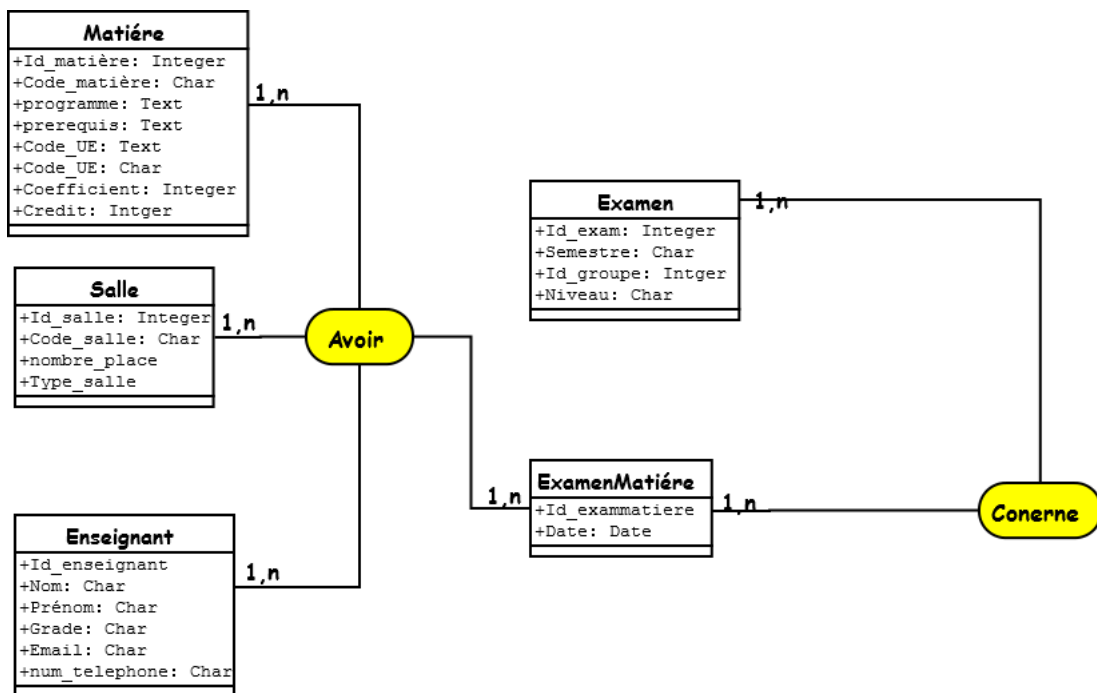 Matiére
+Id_matière: Integer
+Code_matière: Char
+programme: Text
+prerequis: Text
+Code_UE: Text
+Code_UE: Char
+Coefficient: Integer
+Credit: Intger
1,n
Salle
+Id_salle: Integer
+Code_salle: Char
+nombre_place
+Type_salle
1,n
Avoir
Enseignant
+Id_enseignant
+Nom: Char
+Prénom: Char
+Grade: Char
+Email: Char
+num_telephone: Char
1,n
Examen
+Id_exam: Integer
+Semestre: Char
+Id_groupe: Intger
+Niveau: Char
1,n
1,n
ExamenMatiére
+Id_exammatiere
+Date: Date
1,n
Conerne